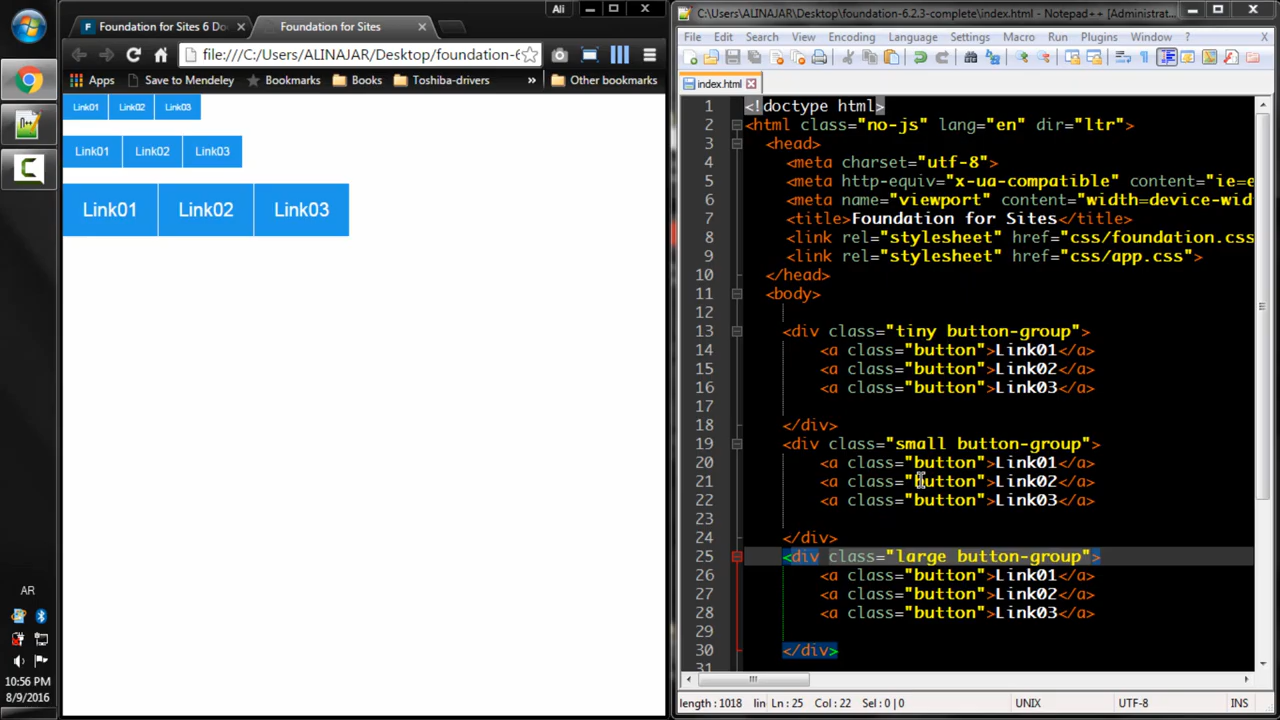 Foundation for Sites 6 Do
Foundation for Sites
Ali
file:///C:/Users/ALINAJAR/Desktop/foundation-6
Apps
Save to Mendeley
Bookmarks
Books
Toshiba-drivers
»
Other bookmarks
Link01 Link02 Link03
Link01 Link02 Link03
Link01 Link02 Link03
AR
10:56 PM
8/9/2016
C:\Users\ALINAJAR\Desktop\foundation-6.2.3-complete\index.html - Notepad++ [Administrat...
File Edit Search View Encoding Language Settings Macro Run Plugins Window ? X
index.html
1 <!doctype html>
2 <html class="no-js" lang="en" dir="ltr">
3 <head>
4 <meta charset="utf-8">
5 <meta http-equiv="x-ua-compatible" content="ie=e
6 <meta name="viewport" content="width=device-wid
7 <title>Foundation for Sites</title>
8 <link rel="stylesheet" href="css/foundation.css
9 <link rel="stylesheet" href="css/app.css">
10 </head>
11 <body>
12
13 <div class="tiny button-group">
14 <a class="button">Link01</a>
15 <a class="button">Link02</a>
16 <a class="button">Link03</a>
17
18 </div>
19 <div class="small button-group">
20 <a class="button">Link01</a>
21 <a class="button">Link02</a>
22 <a class="button">Link03</a>
23
24 </div>
25 <div class="large button-group">
26 <a class="button">Link01</a>
27 <a class="button">Link02</a>
28 <a class="button">Link03</a>
29
30 </div>
31
length : 1018 lin Ln : 25 Col : 22 Sel : 0 | 0 UNIX UTF-8 INS